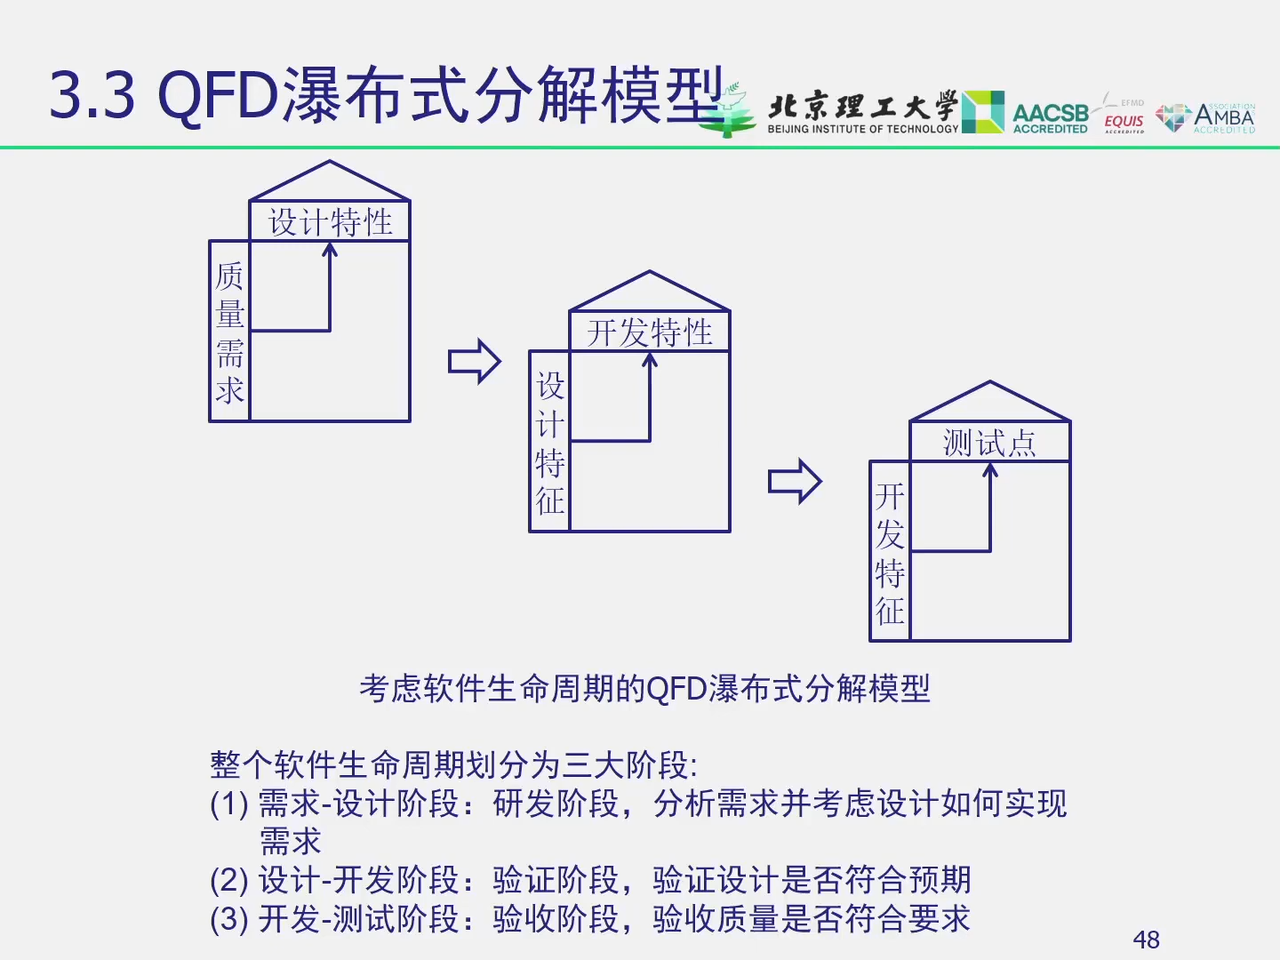 3.3 QFD瀑布式分解模型
北京理工大学
BEIJING INSTITUTE OF TECHNOLOGY
AACSB
ACCREDITED
EFMD
EQUIS
ACCREDITED
ASSOCIATION
AMBA
ACCREDITED
设计特性
质量需求
开发特性
设计特征
测试点
开发特征
考虑软件生命周期的QFD瀑布式分解模型
整个软件生命周期划分为三大阶段:
(1) 需求-设计阶段：研发阶段，分析需求并考虑设计如何实现
需求
(2) 设计-开发阶段：验证阶段，验证设计是否符合预期
(3) 开发-测试阶段：验收阶段，验收质量是否符合要求
48